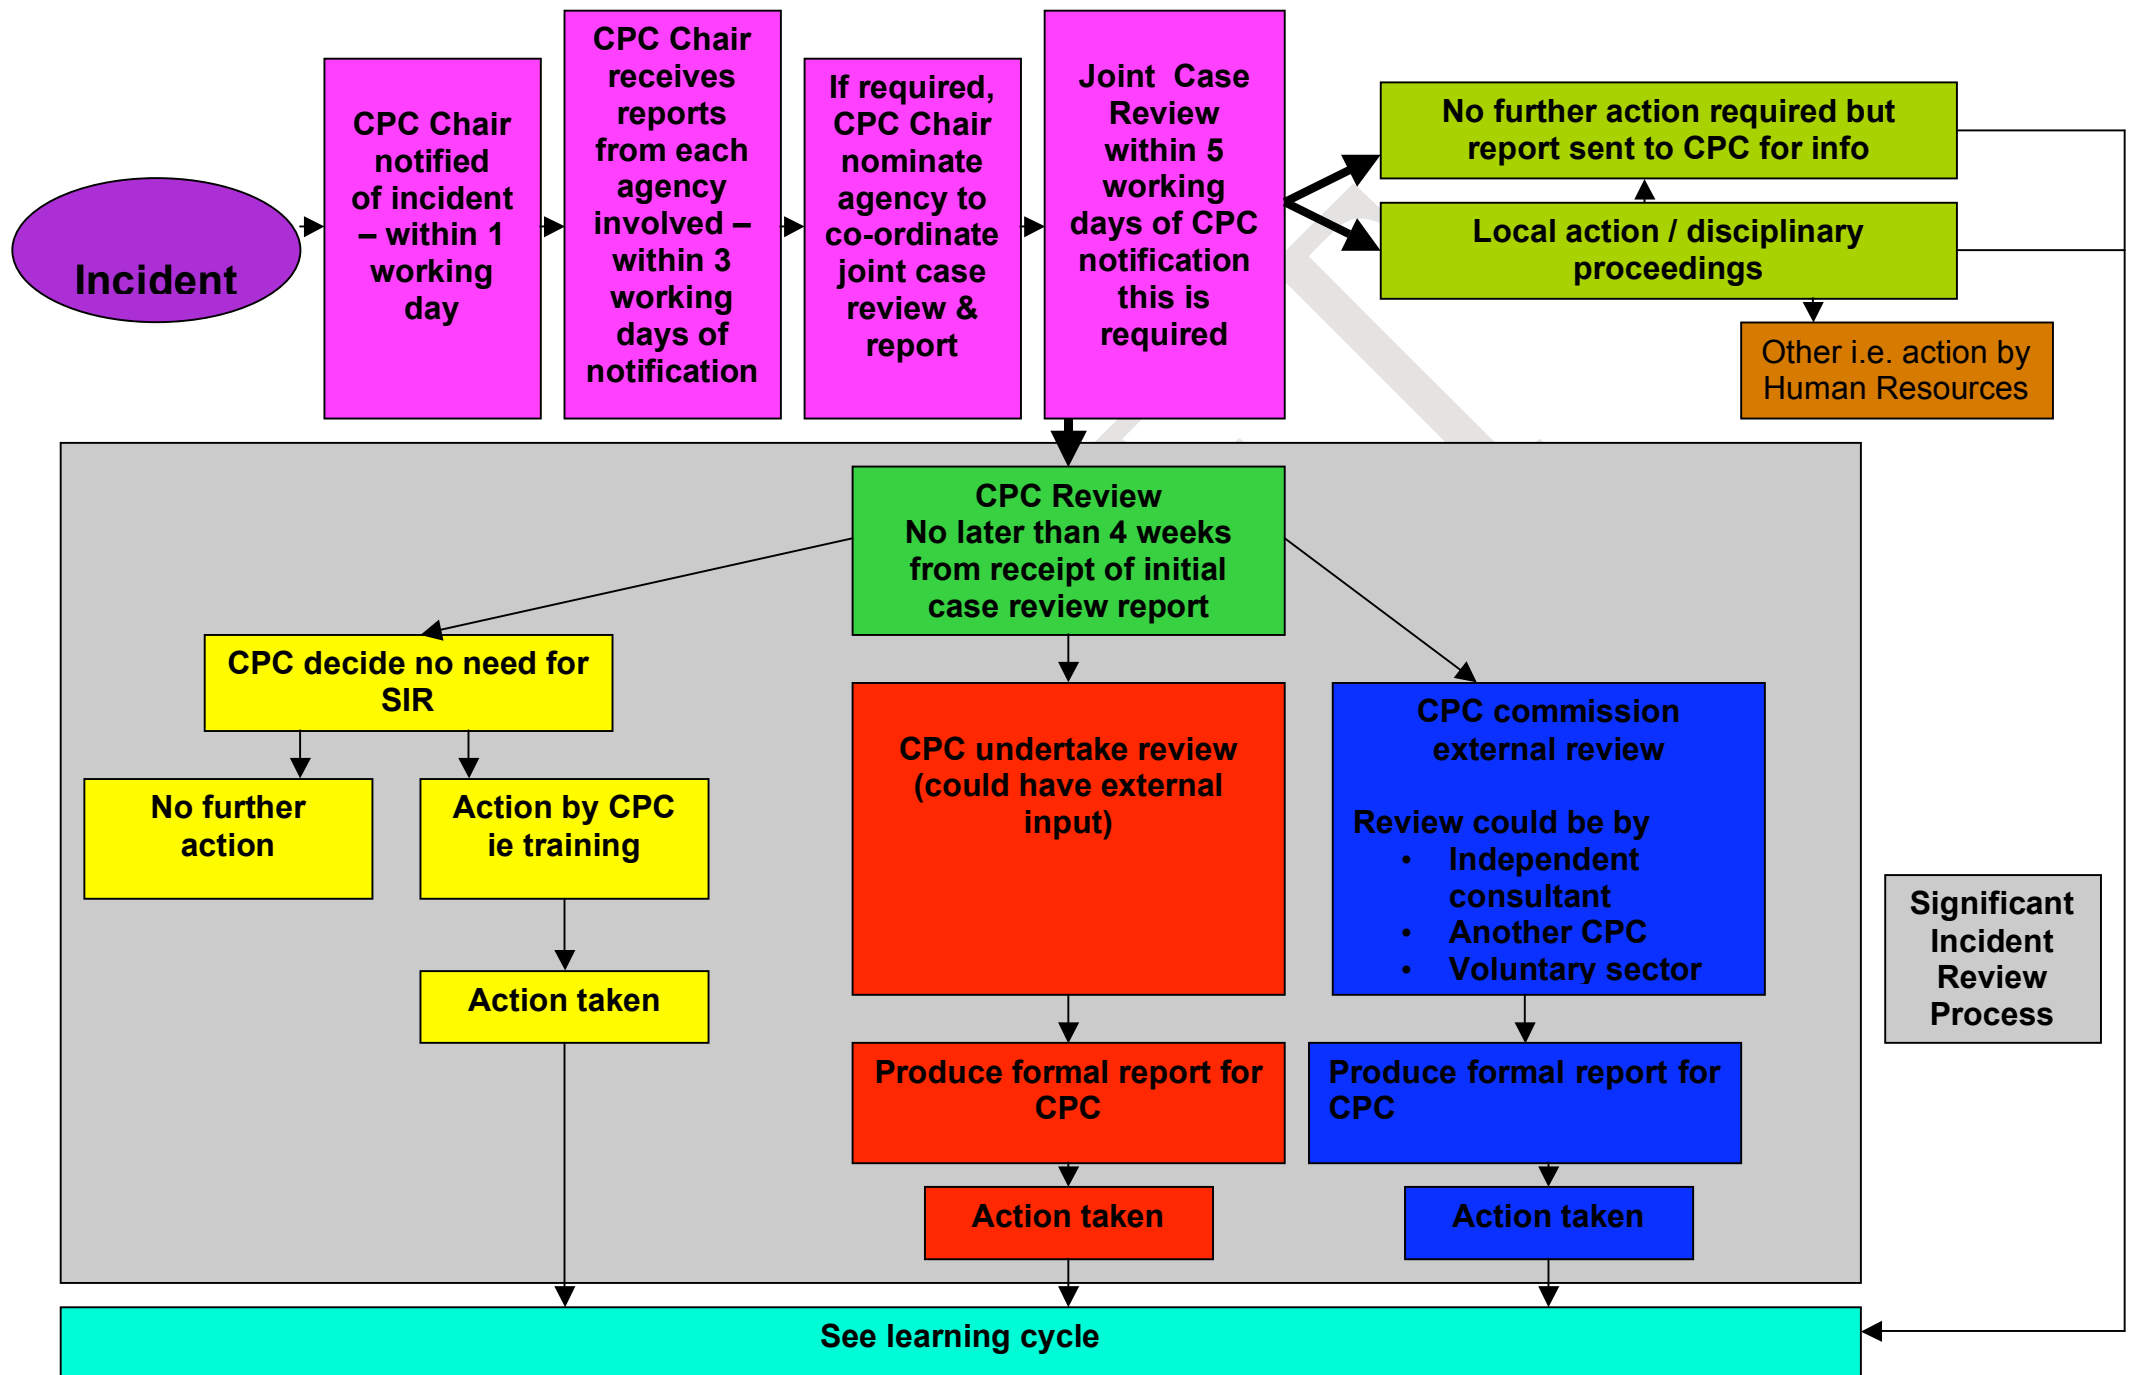 Incident
CPC Chair
notified
of incident
– within 1
working
day
CPC Chair
receives
reports
from each
agency
involved –
within 3
working
days of
notification
If required,
CPC Chair
nominate
agency to
co-ordinate
joint case
review &
report
Joint Case
Review
within 5
working
days of CPC
notification
this is
required
No further action required but
report sent to CPC for info
Local action / disciplinary
proceedings
Other i.e. action by
Human Resources
CPC Review
No later than 4 weeks
from receipt of initial
case review report
CPC decide no need for
SIR
No further
action
Action by CPC
ie training
Action taken
CPC undertake review
(could have external
input)
Produce formal report for
CPC
Action taken
CPC commission
external review
Review could be by
• Independent
consultant
• Another CPC
• Voluntary sector
Produce formal report for
CPC
Action taken
Significant
Incident
Review
Process
See learning cycle